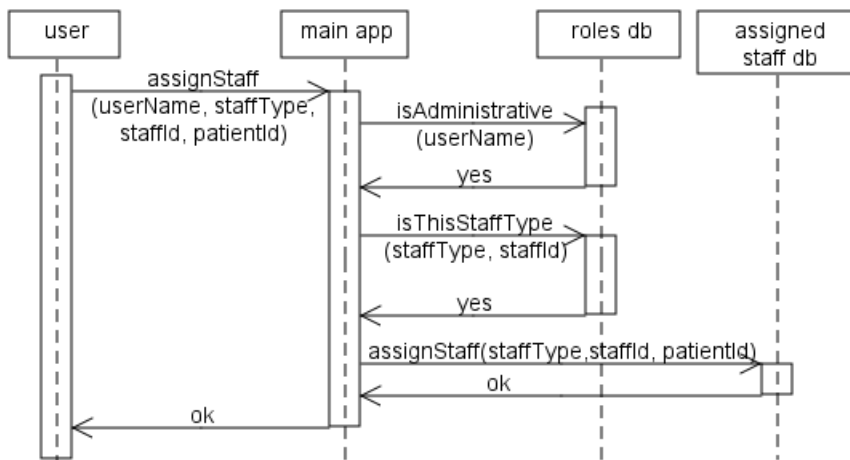 user
main app
roles db
assigned
staff db
assignStaff
(userName, staffType,
staffId, patientId)
isAdministrative
(userName)
yes
isThisStaffType
(staffType, staffId)
yes
assignStaff(staffType,staffId, patientId)
ok
ok